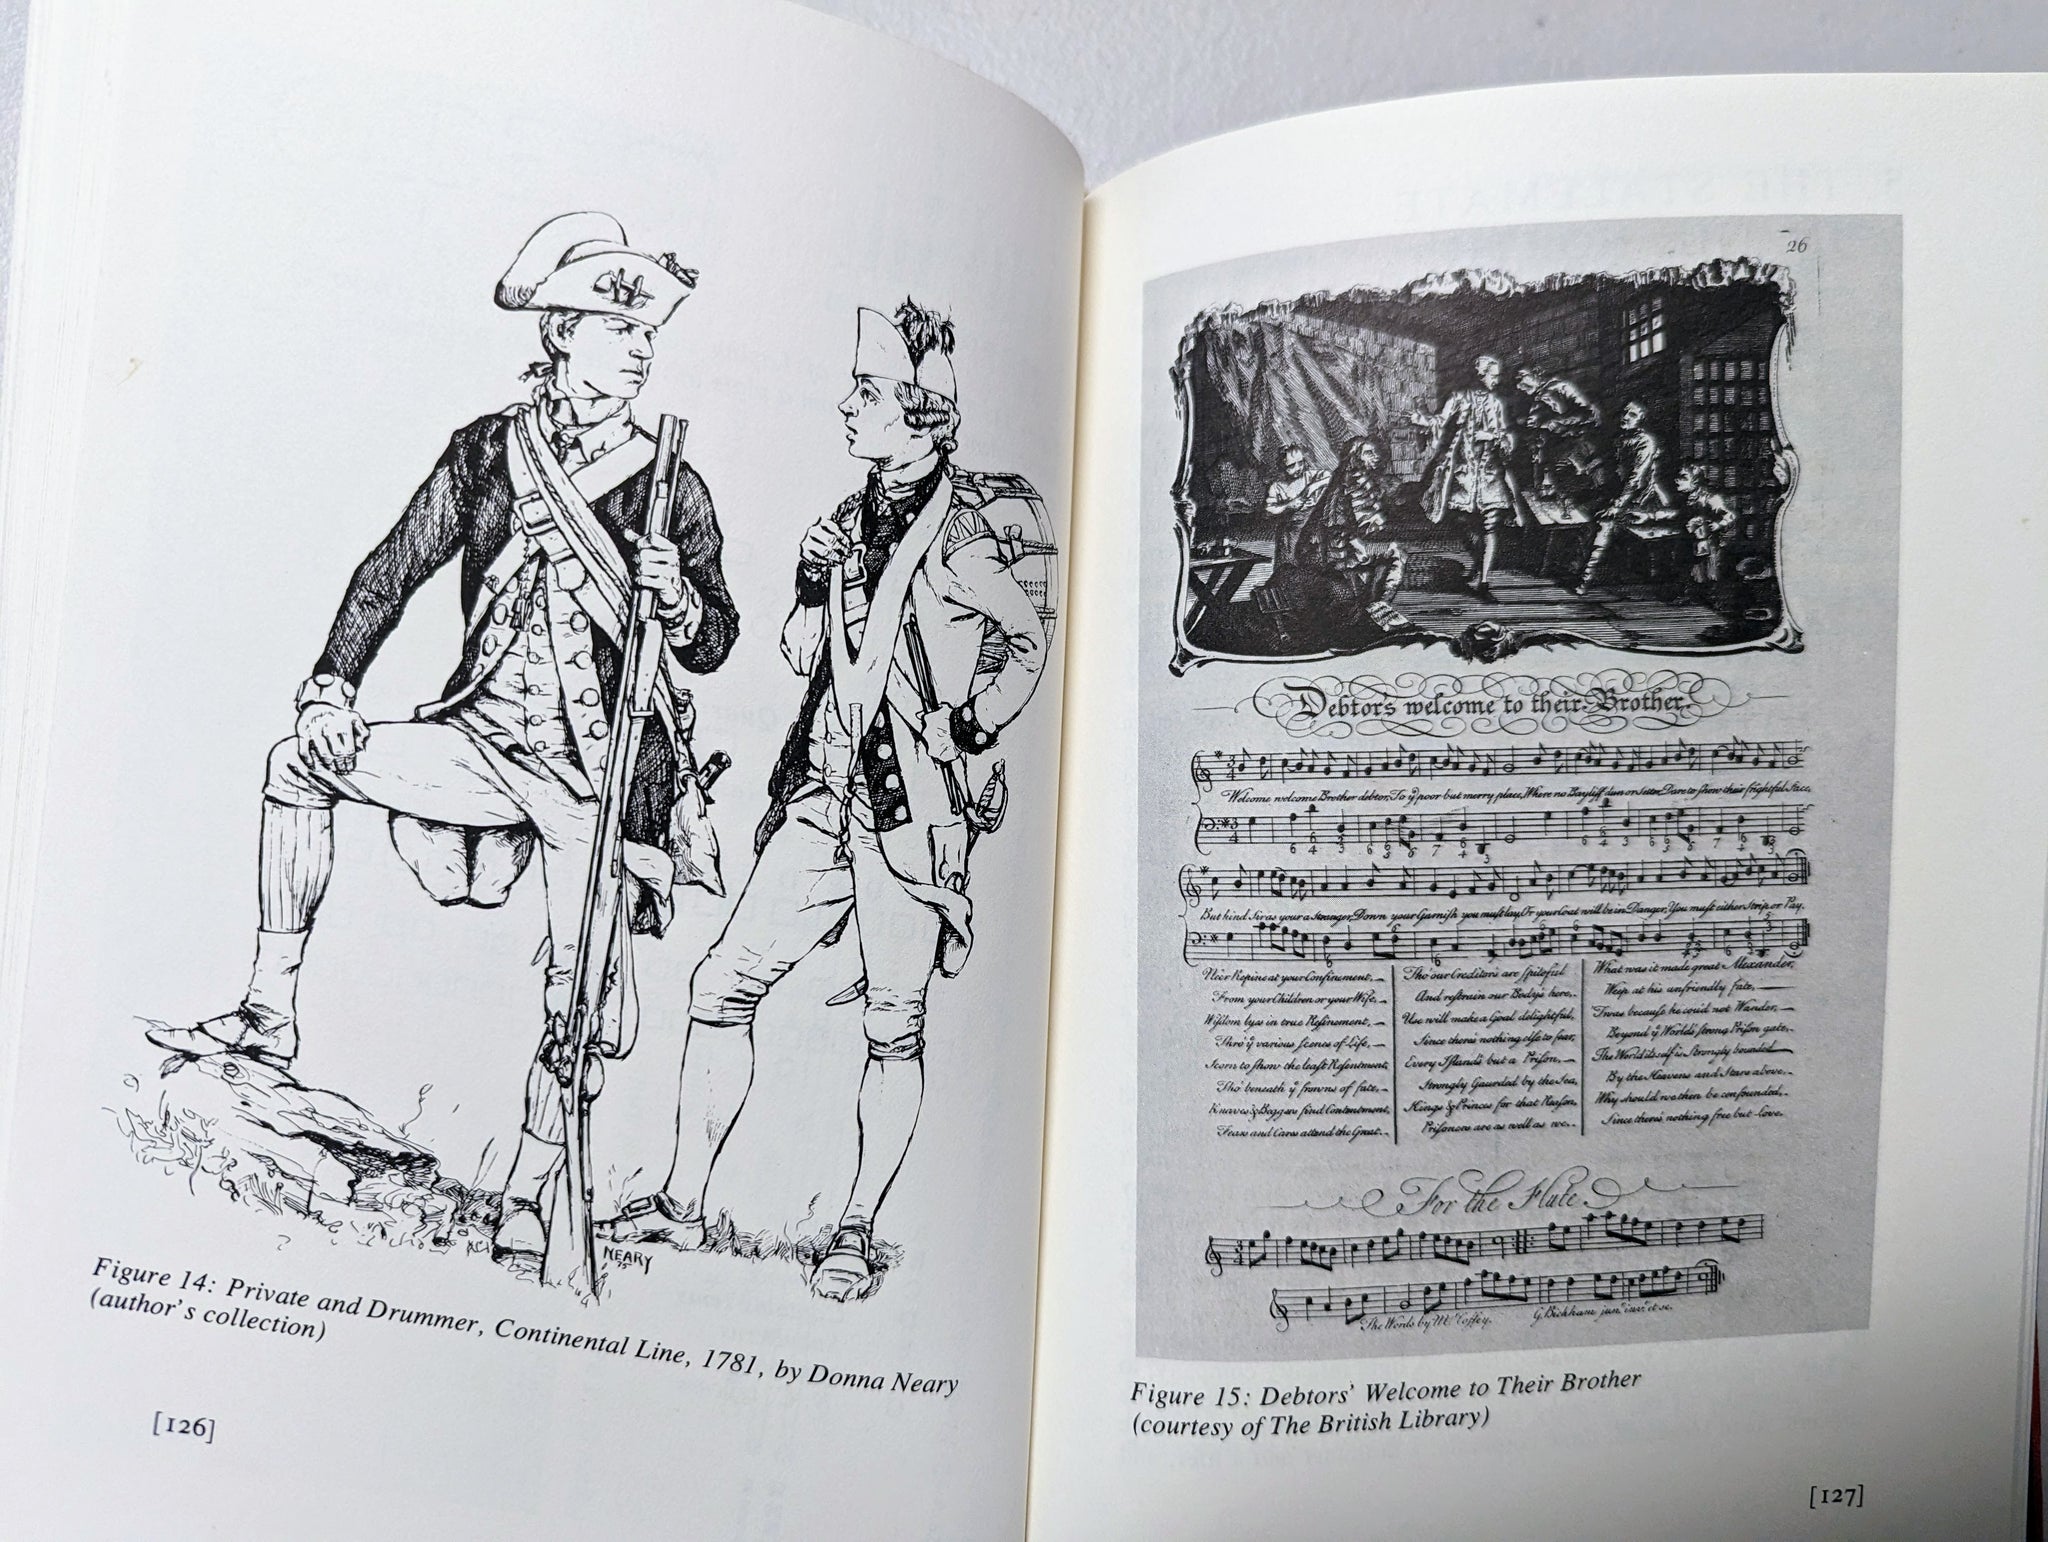 NEARY
75
Figure 14: Private and Drummer, Continental Line, 1781, by Donna Neary
(author's collection)
[126]
26
Debtor's welcome to their Brother.
Welcome welcome Brother debtor, To yͤ poor but merry place, Where no Bayliff dun or setter, Dare to show their frightful face,
But kind Sir as your a stranger, Down your Garnish you must lay, Or your Coat will be in Danger, You must either Strip or Pay.
Ne'er Repine at your Confinement,
From your Children or your Wife,
Wisdom lyes in true Refinement,
Thro' yͤ various scenes of Life,
Scorn to show the least Resentment,
Tho' beneath yͤ frowns of fate,
Knaves & Beggers find Contentment,
Fears and Cares attend the Great.
Tho' our Creditors are spiteful
And restrain our Body's here,
Use will make a Goal delightful,
Since there's nothing else to fear,
Every Island's but a Prison,
Strongly Gaurded by the Sea,
Kings & Princes for that Reason,
Prisoners are as well as we.
What was it made great Alexander,
Weep at his unfriendly fate,
Twas because he cou'd not Wander,
Beyond yͤ World's strong Prison gate,
The World itself is Strongly bounded
By the Heavens and Stars above,
Why should we then be confounded,
Since there's nothing free but love.
For the Flute.
The Words by Mr. Coffey. G. Bickham junr. invt. et sc.
Figure 15: Debtors' Welcome to Their Brother
(courtesy of The British Library)
[127]